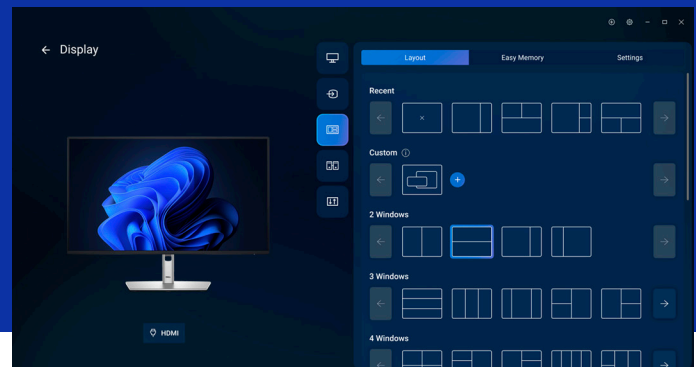 Display
Layout
Easy Memory
Settings
Recent
Custom
2 Windows
3 Windows
4 Windows
HDMI